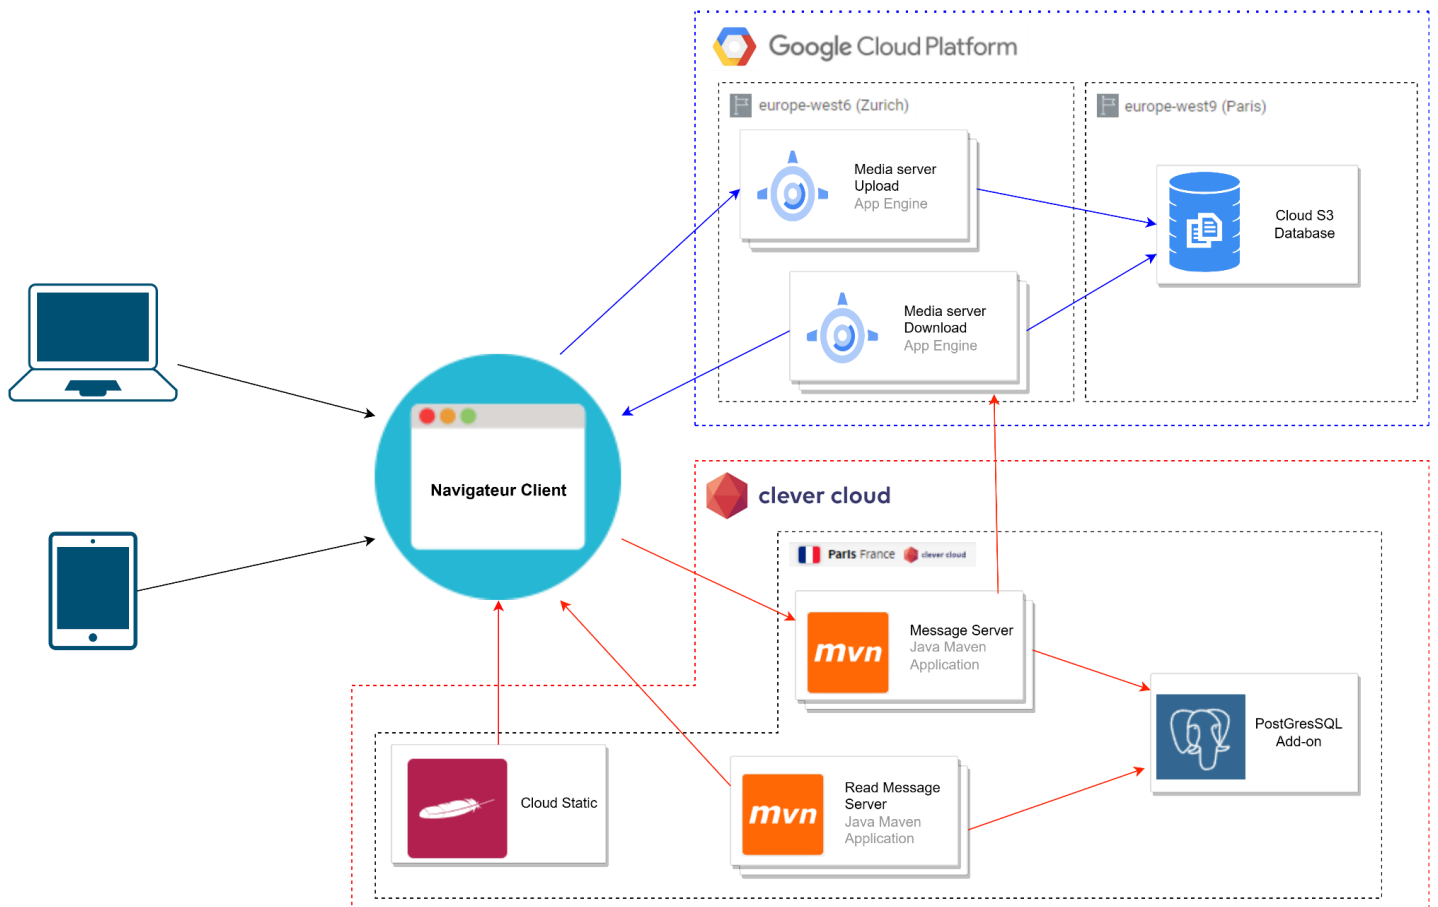 Google Cloud Platform
europe-west6 (Zurich)
europe-west9 (Paris)
Media server
Upload
App Engine
Cloud S3
Database
Media server
Download
App Engine
Navigateur Client
clever cloud
Paris France clever cloud
mvn
Message Server
Java Maven
Application
PostGresSQL
Add-on
Cloud Static
mvn
Read Message
Server
Java Maven
Application